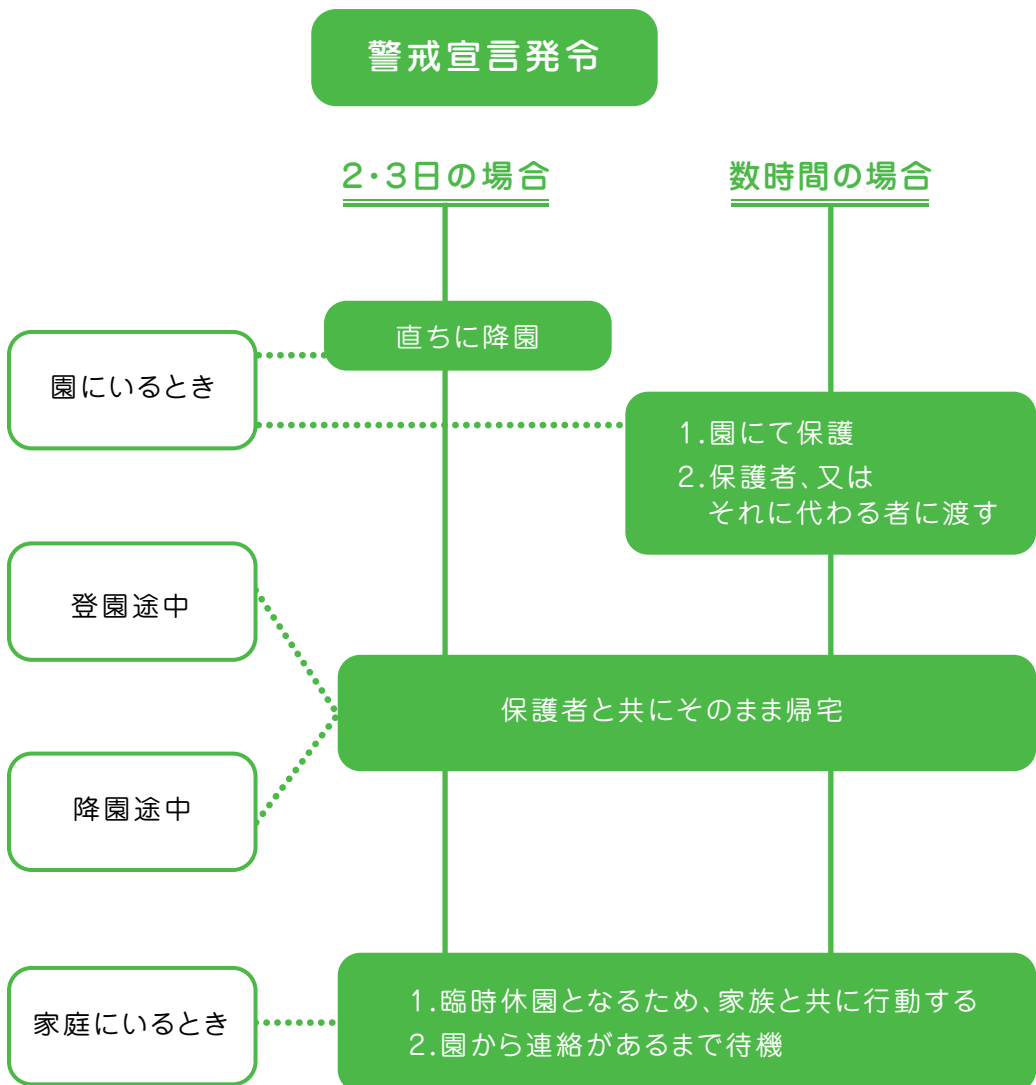 警戒宣言発令
2・3日の場合
数時間の場合
園にいるとき
直ちに降園
1.園にて保護
2.保護者、又は
それに代わる者に渡す
登園途中
保護者と共にそのまま帰宅
降園途中
家庭にいるとき
1.臨時休園となるため、家族と共に行動する
2.園から連絡があるまで待機